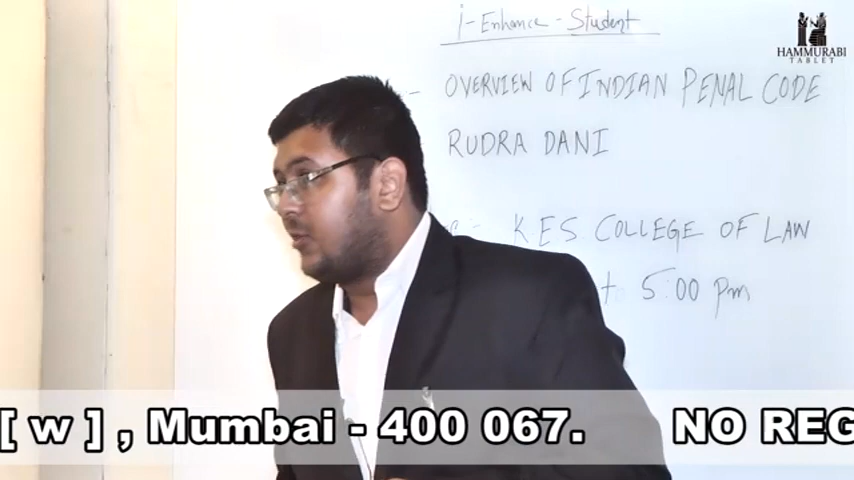 i-Enhance-Student
HAMMURABI
TABLET
- OVERVIEW OF INDIAN PENAL CODE
RUDRA DANI
:- K.E.S COLLEGE OF LAW
5:00 pm
[ w ] , Mumbai - 400 067. NO REG